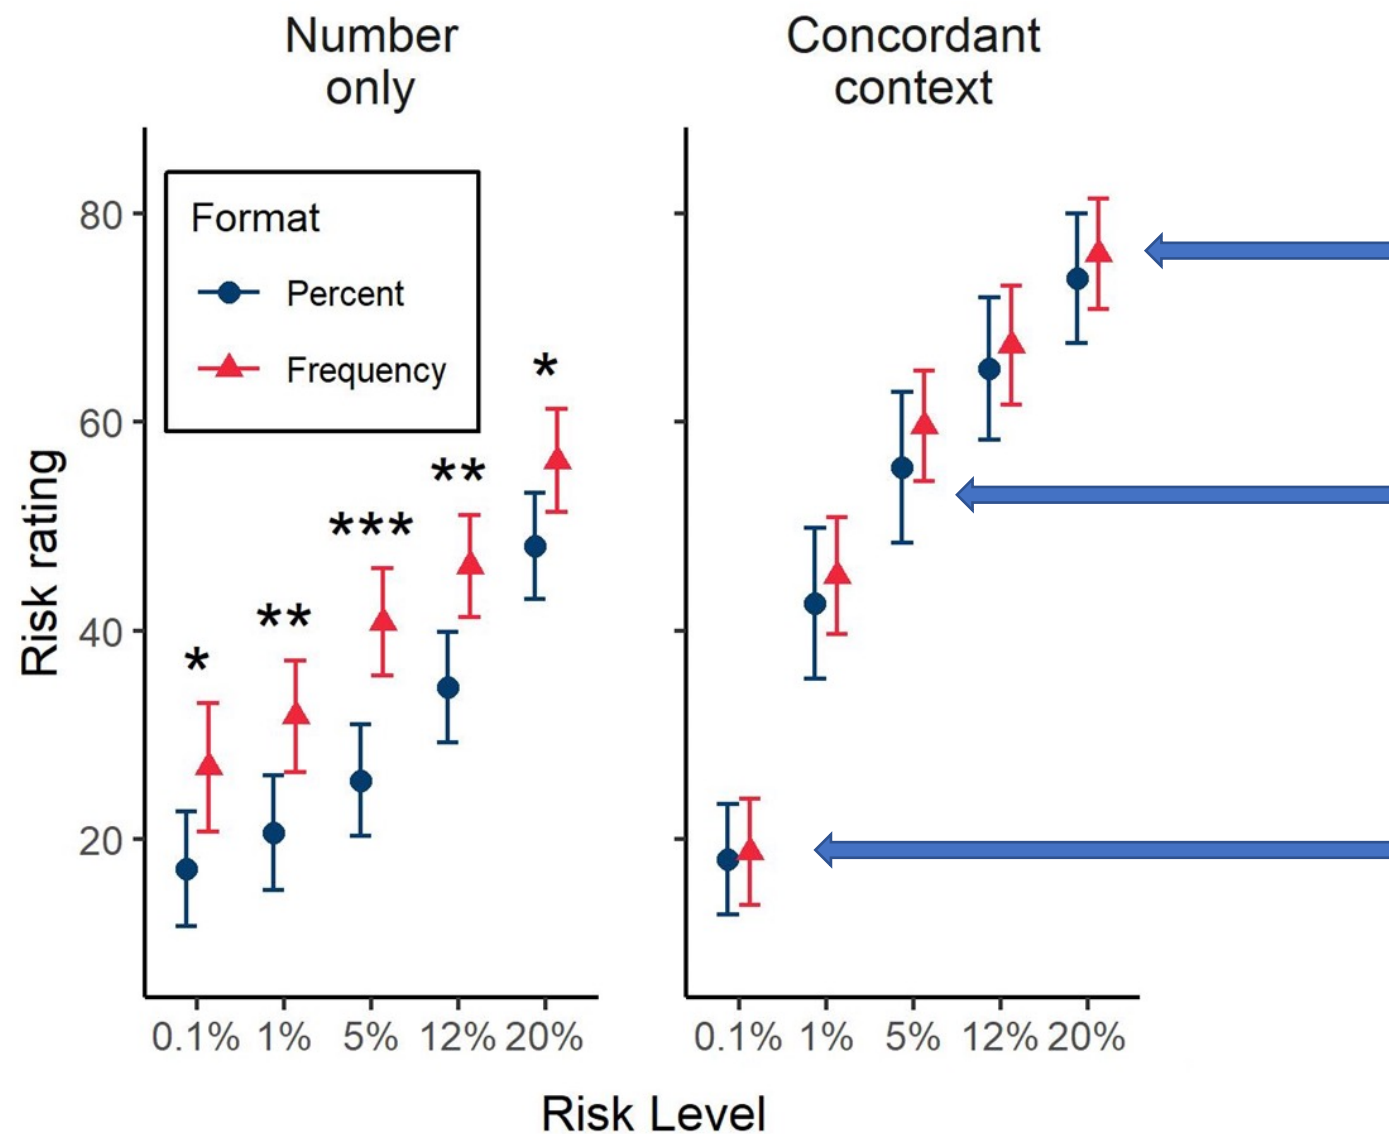 Number
only
Concordant
context
Format
Percent
Frequency
Risk rating
80
60
40
20
*
**
***
**
*
0.1% 1% 5% 12% 20%
0.1% 1% 5% 12% 20%
Risk Level